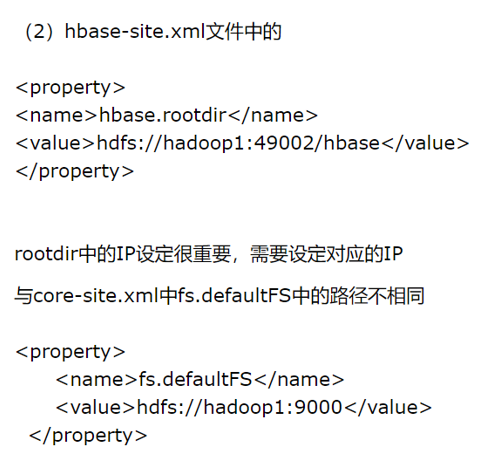 （2）hbase-site.xml文件中的
<property>
<name>hbase.rootdir</name>
<value>hdfs://hadoop1:49002/hbase</value>
</property>
rootdir中的IP设定很重要，需要设定对应的IP
与core-site.xml中fs.defaultFS中的路径不相同
<property>
<name>fs.defaultFS</name>
<value>hdfs://hadoop1:9000</value>
</property>